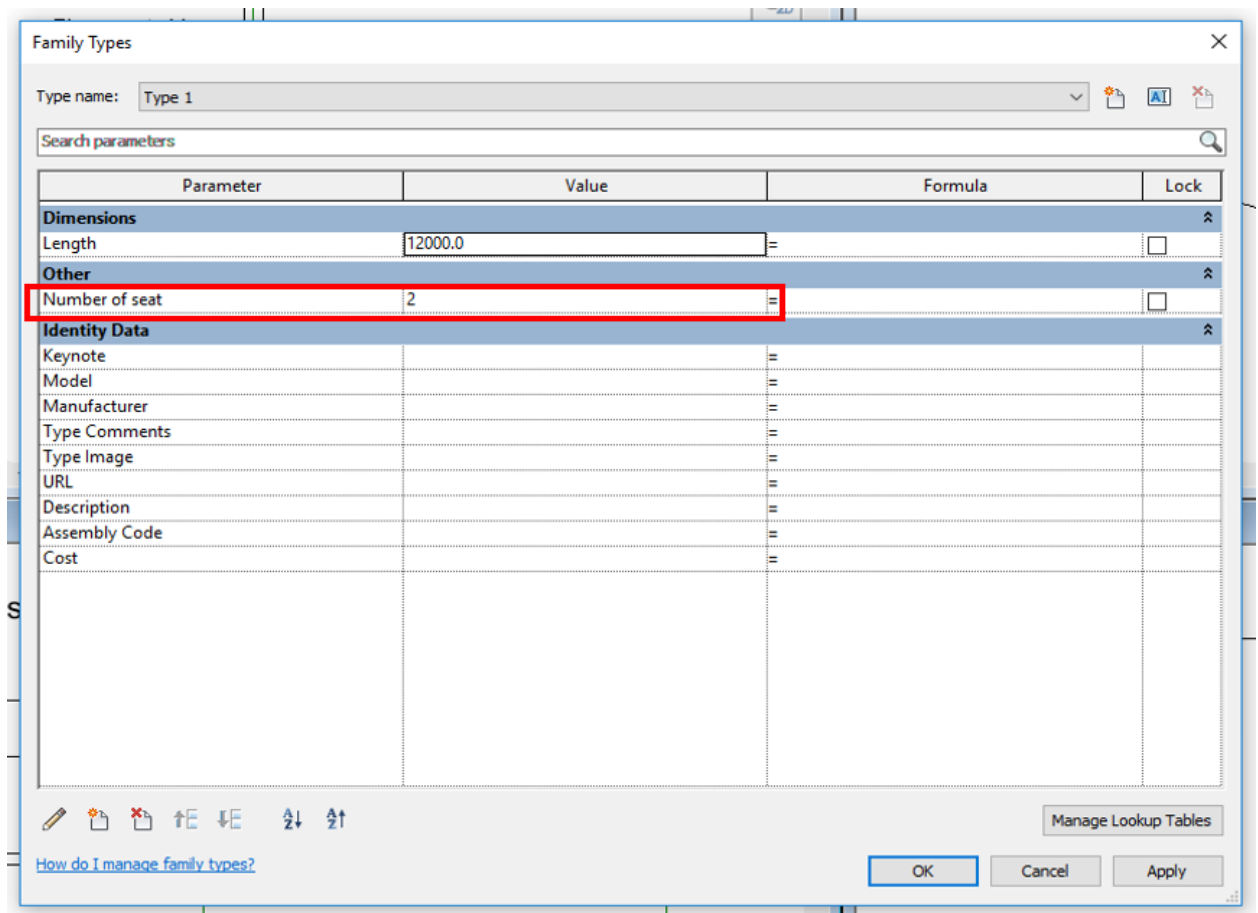 Family Types
Type name: Type 1
Search parameters
Parameter Value Formula Lock
Dimensions
Length 12000.0 =
Other
Number of seat 2 =
Identity Data
Keynote =
Model =
Manufacturer =
Type Comments =
Type Image =
URL =
Description =
Assembly Code =
Cost =
S
Manage Lookup Tables
How do I manage family types?
OK Cancel Apply